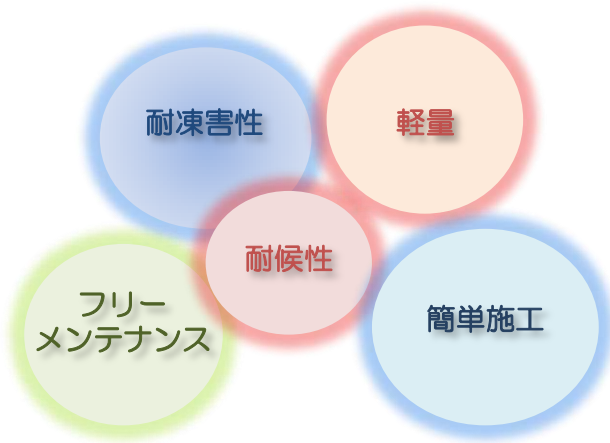 耐凍害性
軽量
耐候性
フリー
メンテナンス
簡単施工